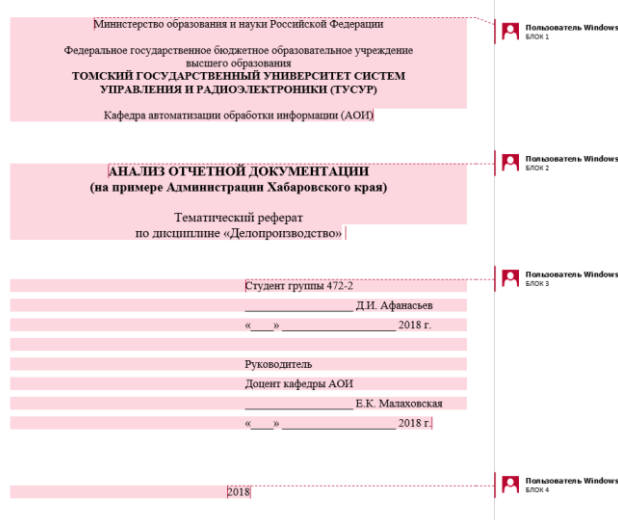 Министерство образования и науки Российской Федерации
Пользователь Windows
БЛОК 1
Федеральное государственное бюджетное образовательное учреждение
высшего образования
ТОМСКИЙ ГОСУДАРСТВЕННЫЙ УНИВЕРСИТЕТ СИСТЕМ
УПРАВЛЕНИЯ И РАДИОЭЛЕКТРОНИКИ (ТУСУР)
Кафедра автоматизации обработки информации (АОИ)
Пользователь Windows
БЛОК 2
АНАЛИЗ ОТЧЕТНОЙ ДОКУМЕНТАЦИИ
(на примере Администрации Хабаровского края)
Тематический реферат
по дисциплине «Делопроизводство»
Пользователь Windows
БЛОК 3
Студент группы 472-2
__________________ Д.И. Афанасьев
«____» ___________________ 2018 г.
Руководитель
Доцент кафедры АОИ
__________________ Е.К. Малаховская
«____» ___________________ 2018 г.
Пользователь Windows
БЛОК 4
2018